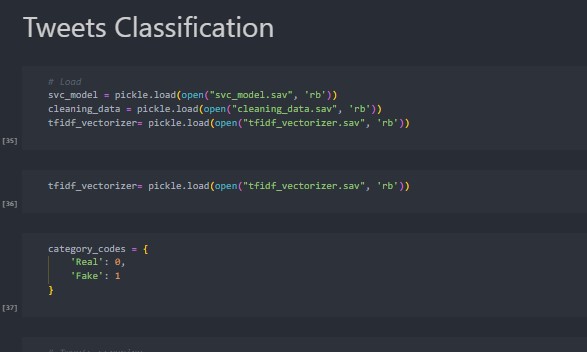 Tweets Classification
# Load
svc_model = pickle.load(open("svc_model.sav", 'rb'))
cleaning_data = pickle.load(open("cleaning_data.sav", 'rb'))
tfidf_vectorizer= pickle.load(open("tfidf_vectorizer.sav", 'rb'))
[35]
tfidf_vectorizer= pickle.load(open("tfidf_vectorizer.sav", 'rb'))
[36]
category_codes = {
'Real': 0,
'Fake': 1
}
[37]